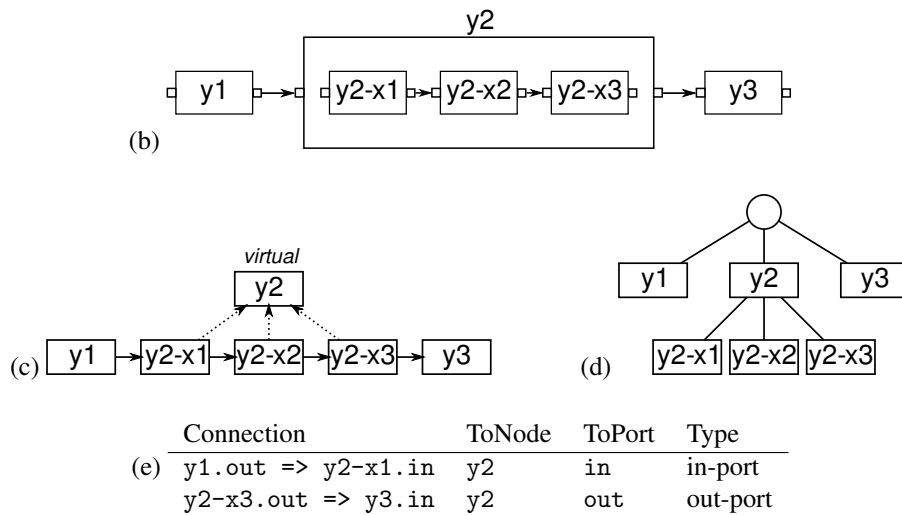 y2
y1 y2-x1 y2-x2 y2-x3 y3
(b)
virtual
y2
(c) y1 y2-x1 y2-x2 y2-x3 y3
y1 y2 y3
(d) y2-x1 y2-x2 y2-x3
Connection ToNode ToPort Type
(e) y1.out => y2-x1.in y2 in in-port
y2-x3.out => y3.in y2 out out-port